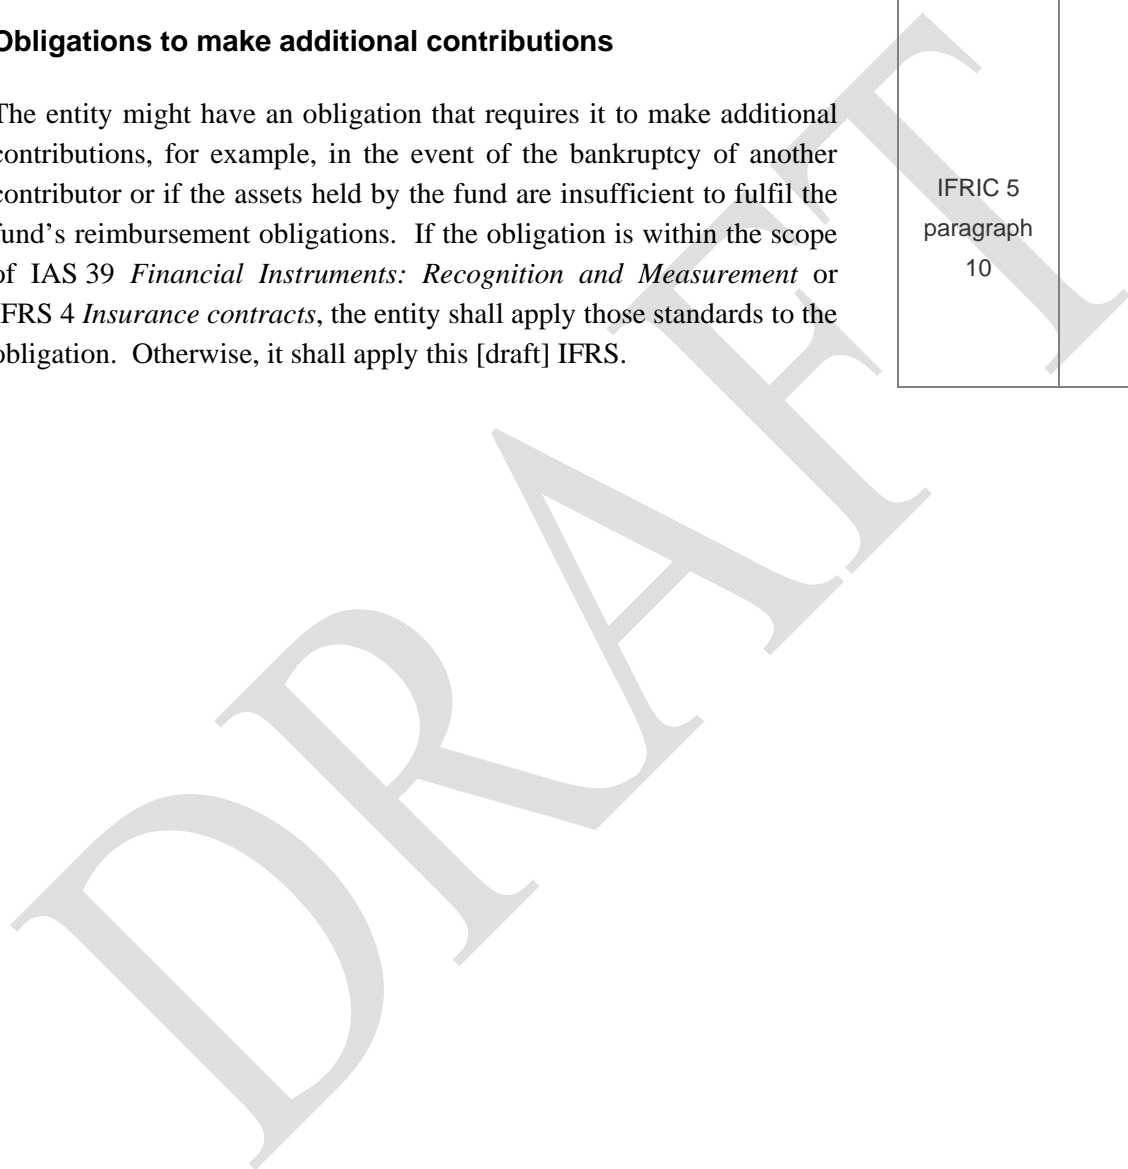 Obligations to make additional contributions
The entity might have an obligation that requires it to make additional
contributions, for example, in the event of the bankruptcy of another
contributor or if the assets held by the fund are insufficient to fulfil the
fund’s reimbursement obligations.  If the obligation is within the scope
of IAS 39 Financial Instruments: Recognition and Measurement or
IFRS 4 Insurance contracts, the entity shall apply those standards to the
obligation.  Otherwise, it shall apply this [draft] IFRS.
IFRIC 5
paragraph
10
DRAFT